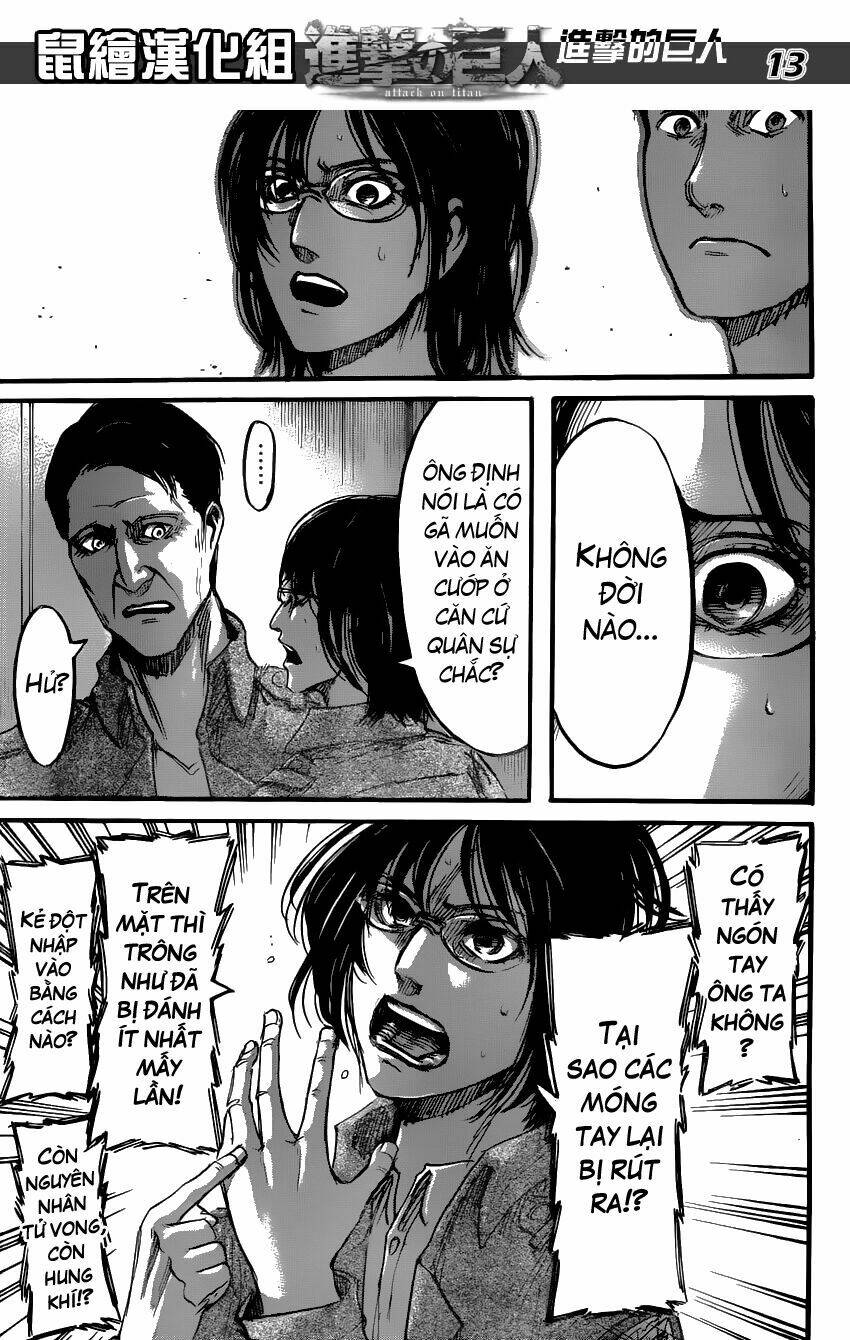 鼠繪漢化組
進撃の巨人
attack on titan
進擊的巨人
13
KHÔNG
ĐỜI
NÀO...
ÔNG ĐỊNH
NÓI LÀ CÓ
GÃ MUỐN
VÀO ĂN
CƯỚP Ở
CĂN CỨ
QUÂN SỰ
CHẮC?
......
HỬ?
CÓ
THẤY
NGÓN
TAY
ÔNG TA
KHÔNG
?
TẠI
SAO CÁC
MÓNG
TAY LẠI
BỊ RÚT
RA!?
TRÊN
MẶT THÌ
TRÔNG
NHƯ ĐÃ
BỊ ĐÁNH
ÍT NHẤT
MẤY
LẦN!
KẺ ĐỘT
NHẬP
VÀO
BẰNG
CÁCH
NÀO?
CÒN
NGUYÊN
NHÂN
TỬ VONG
CÒN
HUNG
KHÍ!?